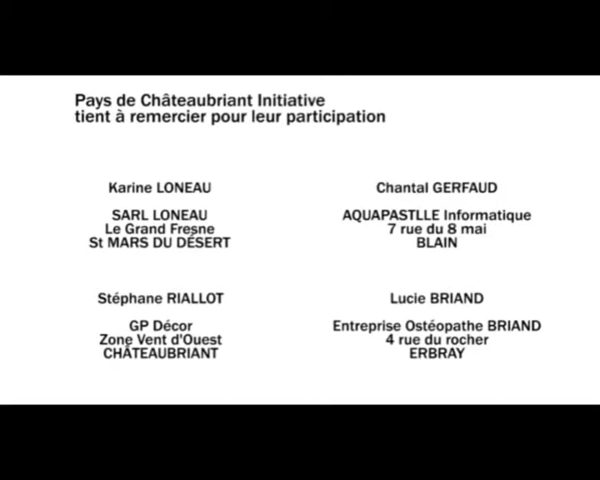 Pays de Châteaubriant Initiative
tient à remercier pour leur participation
Karine LONEAU
SARL LONEAU
Le Grand Fresne
St MARS DU DÉSERT
Chantal GERFAUD
AQUAPASTLLE Informatique
7 rue du 8 mai
BLAIN
Stéphane RIALLOT
GP Décor
Zone Vent d'Ouest
CHÂTEAUBRIANT
Lucie BRIAND
Entreprise Ostéopathe BRIAND
4 rue du rocher
ERBRAY